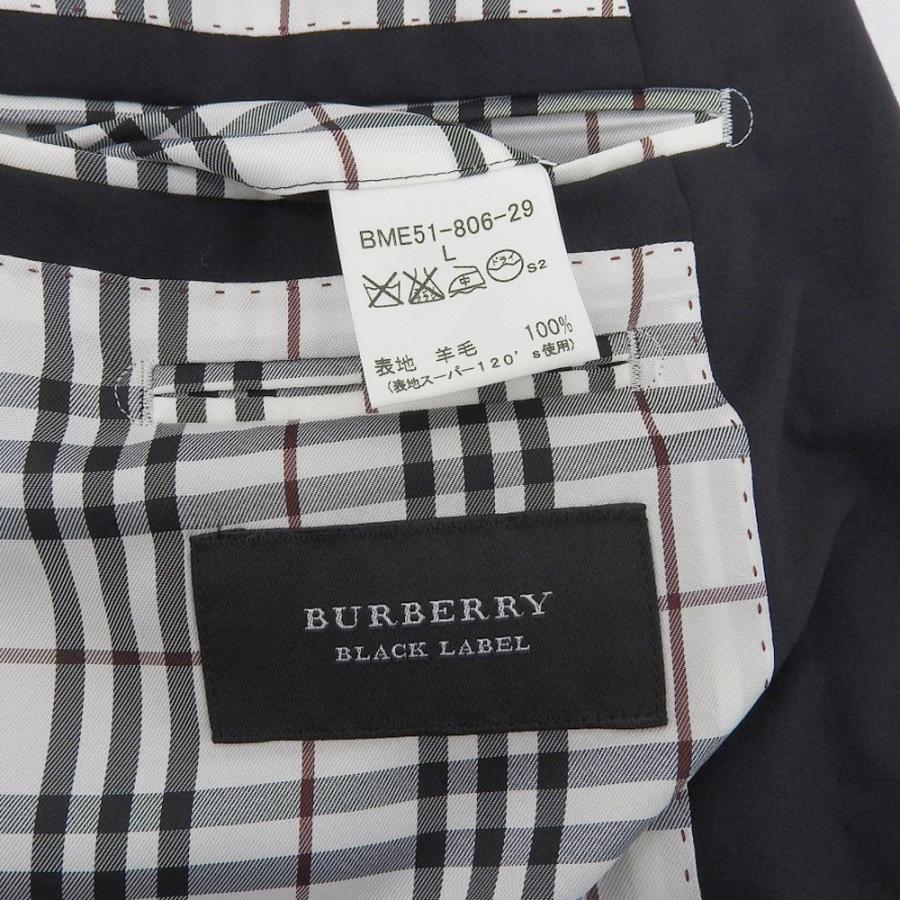 BME51-806-29
L
中 ドライ S2
表地 羊毛 100%
(表地スーパー120's使用)
BURBERRY
BLACK LABEL